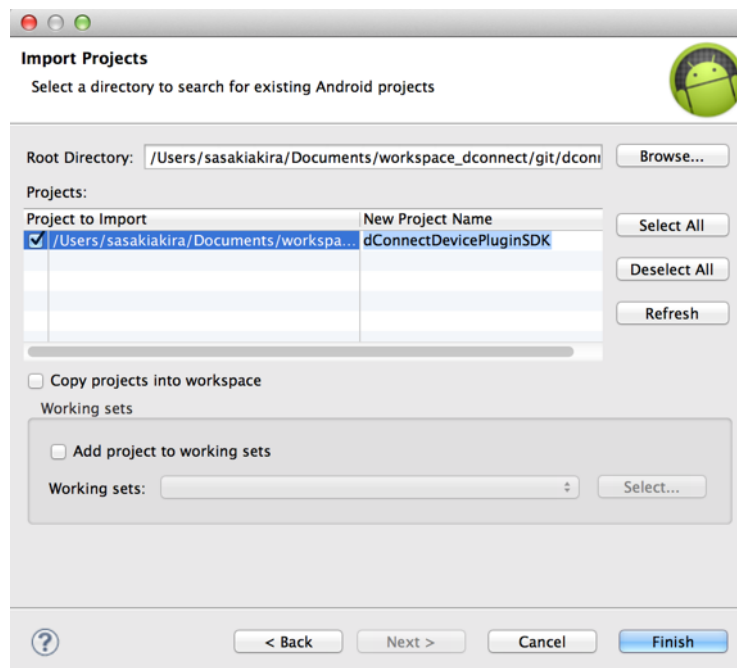 Import Projects
Select a directory to search for existing Android projects
Root Directory: /Users/sasakiakira/Documents/workspace_dconnect/git/dconn Browse...
Projects:
Project to Import New Project Name
/Users/sasakiakira/Documents/workspa... dConnectDevicePluginSDK
Select All
Deselect All
Refresh
Copy projects into workspace
Working sets
Add project to working sets
Working sets: Select...
? < Back Next > Cancel Finish